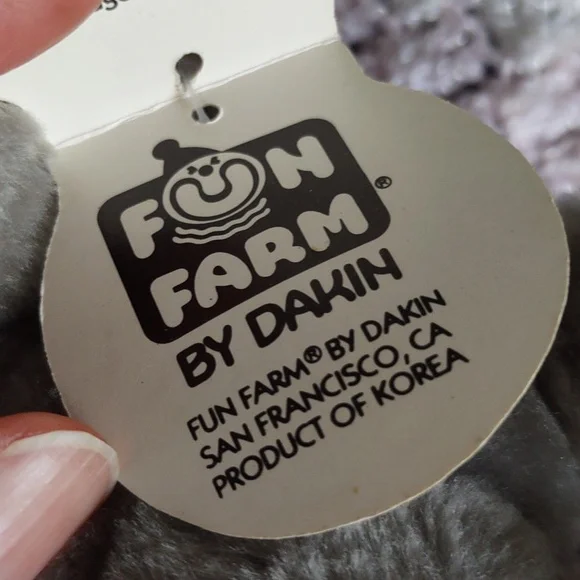 FUN
FARM®
BY DAKIN
FUN FARM® BY DAKIN
SAN FRANCISCO, CA
PRODUCT OF KOREA